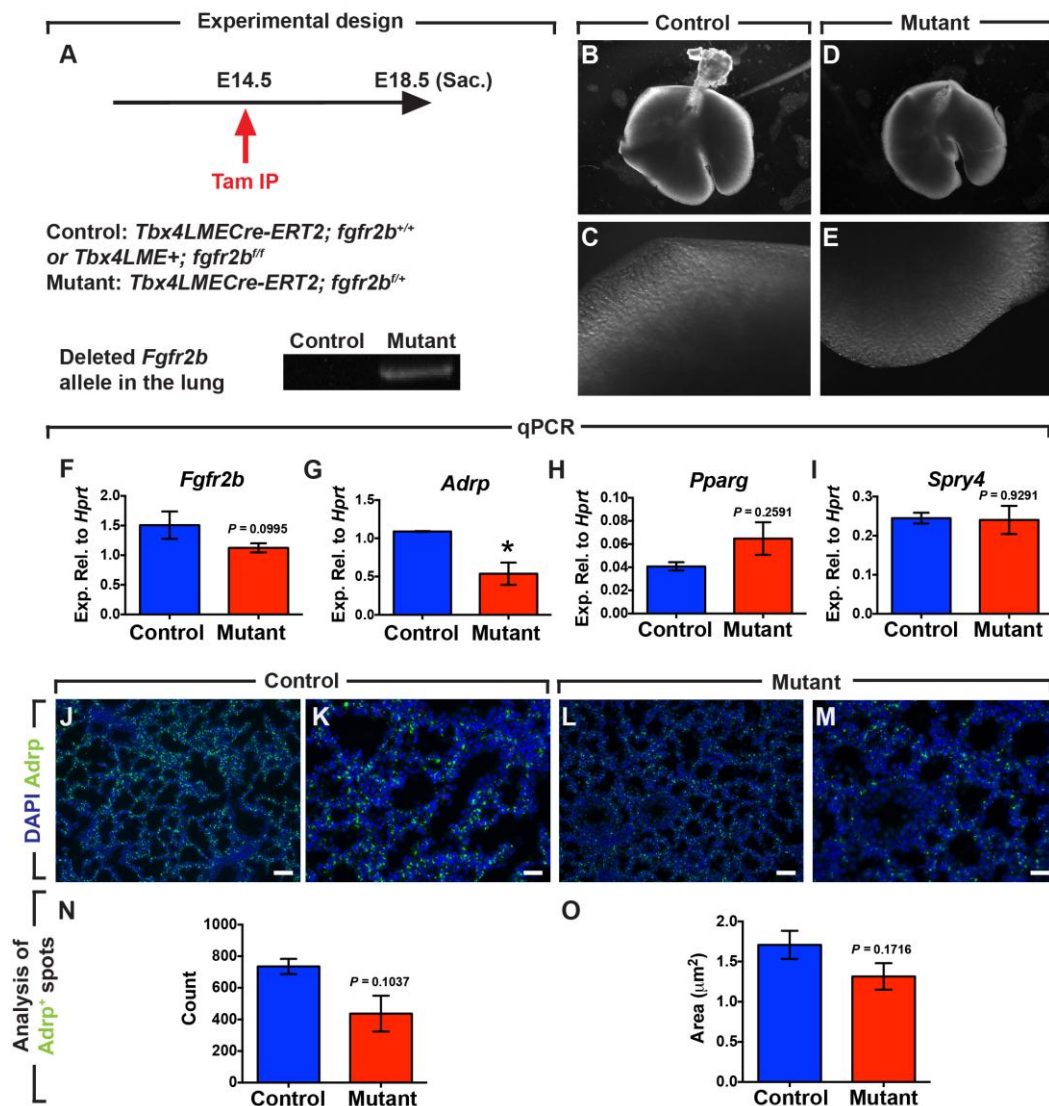 Experimental design
A
E14.5
E18.5 (Sac.)
Tam IP
Control: Tbx4LMECre-ERT2; fgfr2b+/+
or Tbx4LME+; fgfr2bf/f
Mutant: Tbx4LMECre-ERT2; fgfr2bf/+
Control Mutant
Deleted Fgfr2b
allele in the lung
Control
Mutant
B
D
C
E
qPCR
F
Fgfr2b
Exp. Rel. to Hprt
2.0
1.5
1.0
0.5
0.0
P = 0.0995
Control Mutant
G
Adrp
Exp. Rel. to Hprt
1.5
1.0
0.5
0.0
*
Control Mutant
H
Pparg
Exp. Rel. to Hprt
0.10
0.08
0.06
0.04
0.02
0.00
P = 0.2591
Control Mutant
I
Spry4
Exp. Rel. to Hprt
0.3
0.2
0.1
0.0
P = 0.9291
Control Mutant
Control
Mutant
DAPI Adrp
J
K
L
M
Analysis of
Adrp+ spots
N
Count
1000
800
600
400
200
0
P = 0.1037
Control Mutant
O
Area (μm2)
2.0
1.5
1.0
0.5
0.0
P = 0.1716
Control Mutant